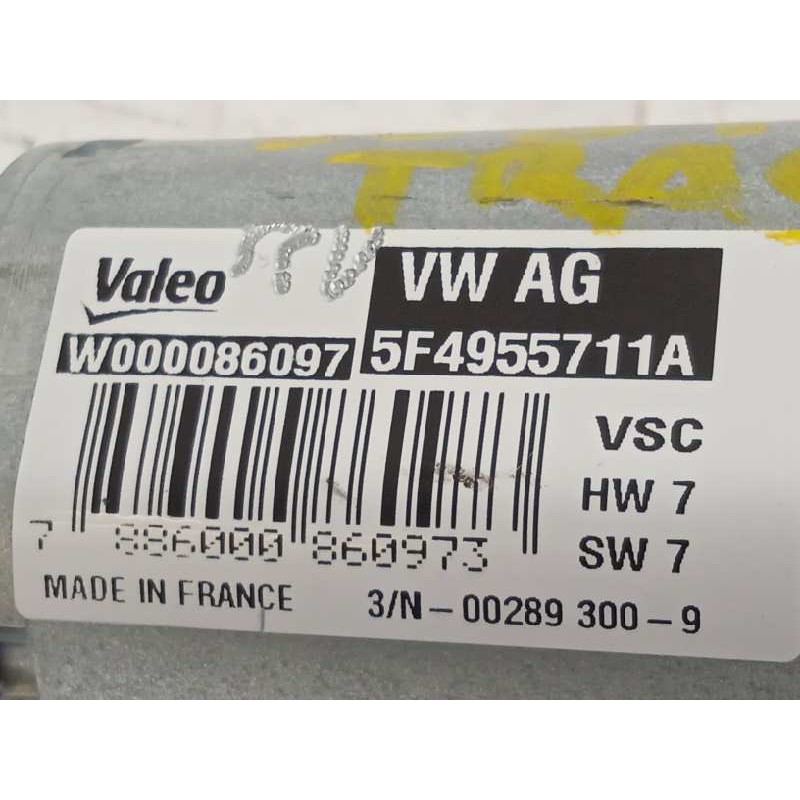 TRA
Valeo
VW AG
W000086097
5F4955711A
VSC
HW 7
SW 7
7 886000 860973
MADE IN FRANCE
3/N-00289 300-9